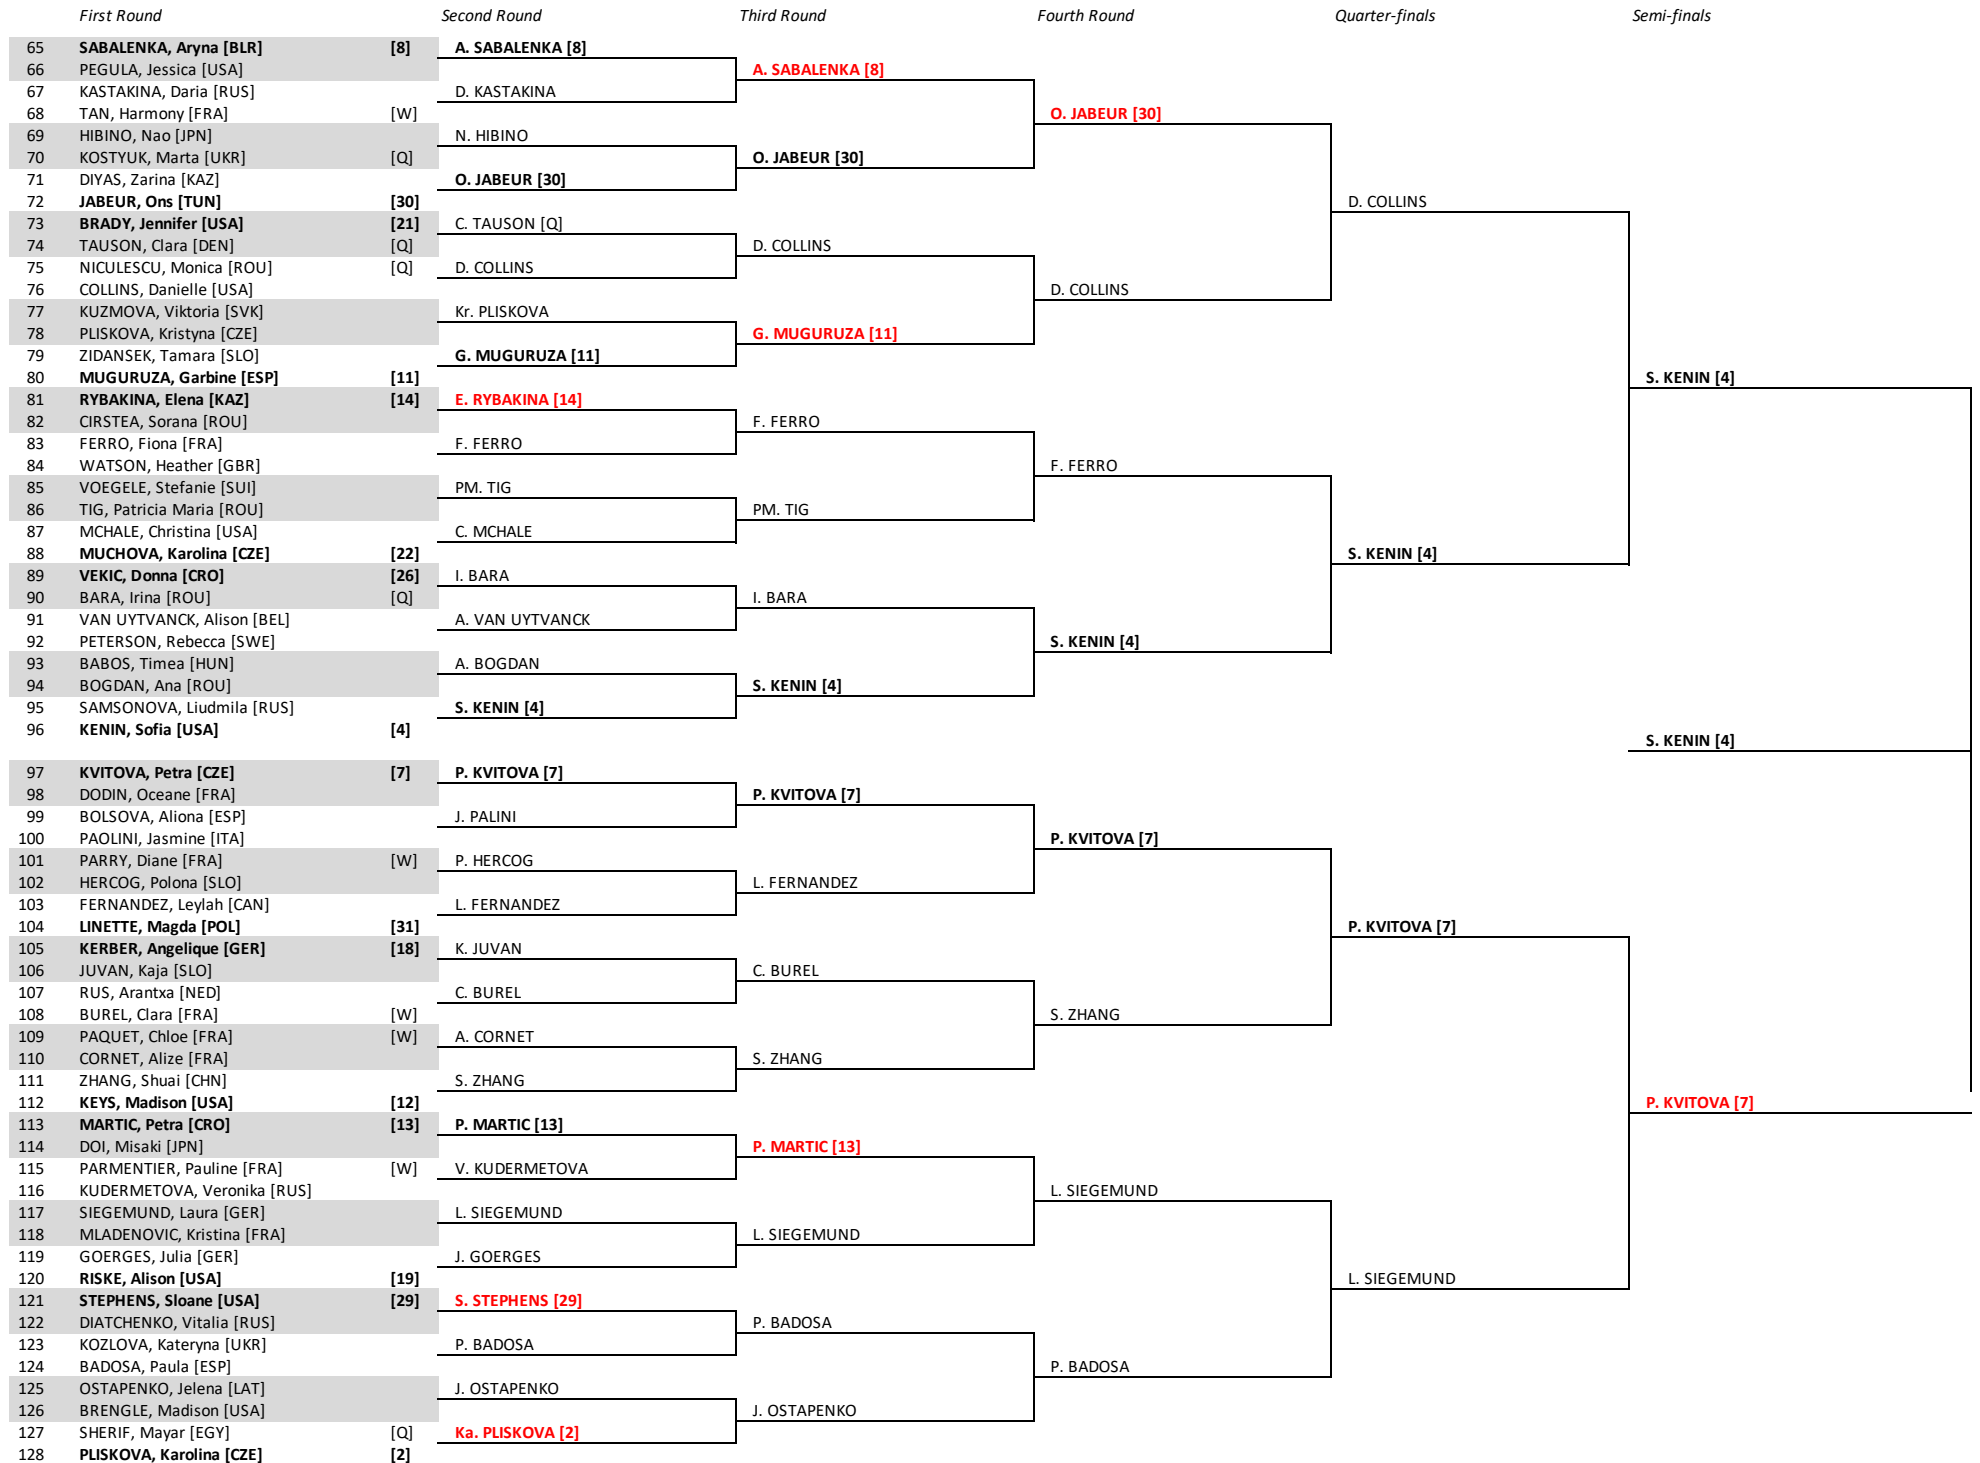 First Round Second Round Third Round Fourth Round Quarter-finals Semi-finals
65 SABALENKA, Aryna [BLR] [8] A. SABALENKA [8]
66 PEGULA, Jessica [USA] A. SABALENKA [8]
67 KASTAKINA, Daria [RUS] D. KASTAKINA
68 TAN, Harmony [FRA] [W] O. JABEUR [30]
69 HIBINO, Nao [JPN] N. HIBINO
70 KOSTYUK, Marta [UKR] [Q] O. JABEUR [30]
71 DIYAS, Zarina [KAZ] O. JABEUR [30]
72 JABEUR, Ons [TUN] [30] D. COLLINS
73 BRADY, Jennifer [USA] [21] C. TAUSON [Q]
74 TAUSON, Clara [DEN] [Q] D. COLLINS
75 NICULESCU, Monica [ROU] [Q] D. COLLINS
76 COLLINS, Danielle [USA] D. COLLINS
77 KUZMOVA, Viktoria [SVK] Kr. PLISKOVA
78 PLISKOVA, Kristyna [CZE] G. MUGURUZA [11]
79 ZIDANSEK, Tamara [SLO] G. MUGURUZA [11]
80 MUGURUZA, Garbine [ESP] [11] S. KENIN [4]
81 RYBAKINA, Elena [KAZ] [14] E. RYBAKINA [14]
82 CIRSTEA, Sorana [ROU] F. FERRO
83 FERRO, Fiona [FRA] F. FERRO
84 WATSON, Heather [GBR] F. FERRO
85 VOEGELE, Stefanie [SUI] PM. TIG
86 TIG, Patricia Maria [ROU] PM. TIG
87 MCHALE, Christina [USA] C. MCHALE
88 MUCHOVA, Karolina [CZE] [22] S. KENIN [4]
89 VEKIC, Donna [CRO] [26] I. BARA
90 BARA, Irina [ROU] [Q] I. BARA
91 VAN UYTVANCK, Alison [BEL] A. VAN UYTVANCK
92 PETERSON, Rebecca [SWE] S. KENIN [4]
93 BABOS, Timea [HUN] A. BOGDAN
94 BOGDAN, Ana [ROU] S. KENIN [4]
95 SAMSONOVA, Liudmila [RUS] S. KENIN [4]
96 KENIN, Sofia [USA] [4]
S. KENIN [4]
97 KVITOVA, Petra [CZE] [7] P. KVITOVA [7]
98 DODIN, Oceane [FRA] P. KVITOVA [7]
99 BOLSOVA, Aliona [ESP] J. PALINI
100 PAOLINI, Jasmine [ITA] P. KVITOVA [7]
101 PARRY, Diane [FRA] [W] P. HERCOG
102 HERCOG, Polona [SLO] L. FERNANDEZ
103 FERNANDEZ, Leylah [CAN] L. FERNANDEZ
104 LINETTE, Magda [POL] [31] P. KVITOVA [7]
105 KERBER, Angelique [GER] [18] K. JUVAN
106 JUVAN, Kaja [SLO] C. BUREL
107 RUS, Arantxa [NED] C. BUREL
108 BUREL, Clara [FRA] [W] S. ZHANG
109 PAQUET, Chloe [FRA] [W] A. CORNET
110 CORNET, Alize [FRA] S. ZHANG
111 ZHANG, Shuai [CHN] S. ZHANG
112 KEYS, Madison [USA] [12] P. KVITOVA [7]
113 MARTIC, Petra [CRO] [13] P. MARTIC [13]
114 DOI, Misaki [JPN] P. MARTIC [13]
115 PARMENTIER, Pauline [FRA] [W] V. KUDERMETOVA
116 KUDERMETOVA, Veronika [RUS] L. SIEGEMUND
117 SIEGEMUND, Laura [GER] L. SIEGEMUND
118 MLADENOVIC, Kristina [FRA] L. SIEGEMUND
119 GOERGES, Julia [GER] J. GOERGES
120 RISKE, Alison [USA] [19] L. SIEGEMUND
121 STEPHENS, Sloane [USA] [29] S. STEPHENS [29]
122 DIATCHENKO, Vitalia [RUS] P. BADOSA
123 KOZLOVA, Kateryna [UKR] P. BADOSA
124 BADOSA, Paula [ESP] P. BADOSA
125 OSTAPENKO, Jelena [LAT] J. OSTAPENKO
126 BRENGLE, Madison [USA] J. OSTAPENKO
127 SHERIF, Mayar [EGY] [Q] Ka. PLISKOVA [2]
128 PLISKOVA, Karolina [CZE] [2]